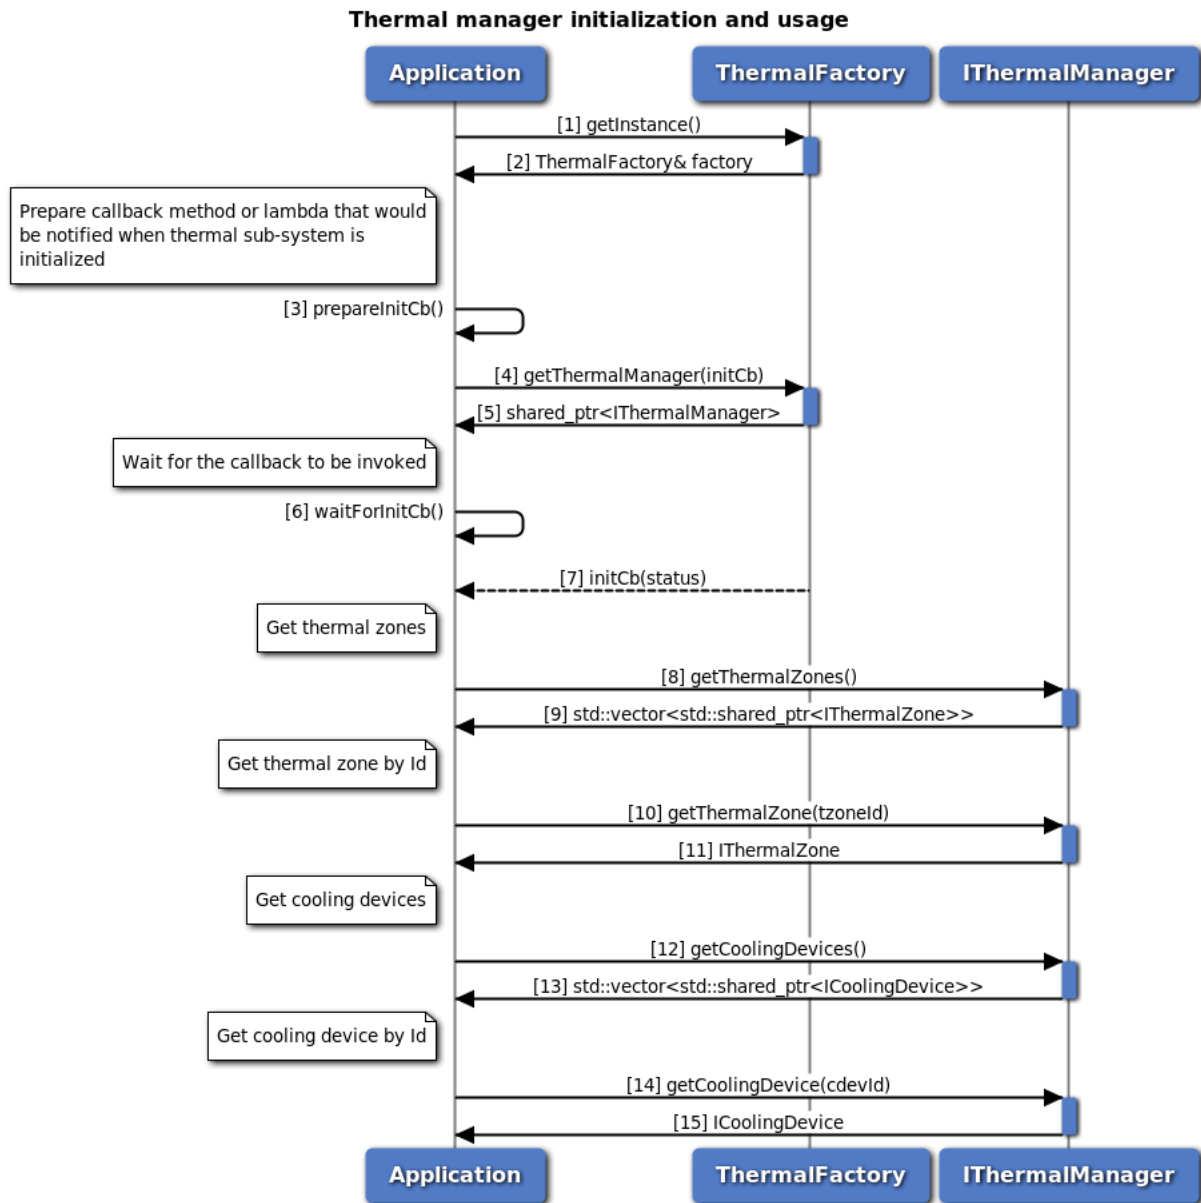 Thermal manager initialization and usage
Application
ThermalFactory
IThermalManager
[1] getInstance()
[2] ThermalFactory& factory
Prepare callback method or lambda that would
be notified when thermal sub-system is
initialized
[3] prepareInitCb()
[4] getThermalManager(initCb)
[5] shared_ptr<IThermalManager>
Wait for the callback to be invoked
[6] waitForInitCb()
[7] initCb(status)
Get thermal zones
[8] getThermalZones()
[9] std::vector<std::shared_ptr<IThermalZone>>
Get thermal zone by Id
[10] getThermalZone(tzoneId)
[11] IThermalZone
Get cooling devices
[12] getCoolingDevices()
[13] std::vector<std::shared_ptr<ICoolingDevice>>
Get cooling device by Id
[14] getCoolingDevice(cdevId)
[15] ICoolingDevice
Application
ThermalFactory
IThermalManager